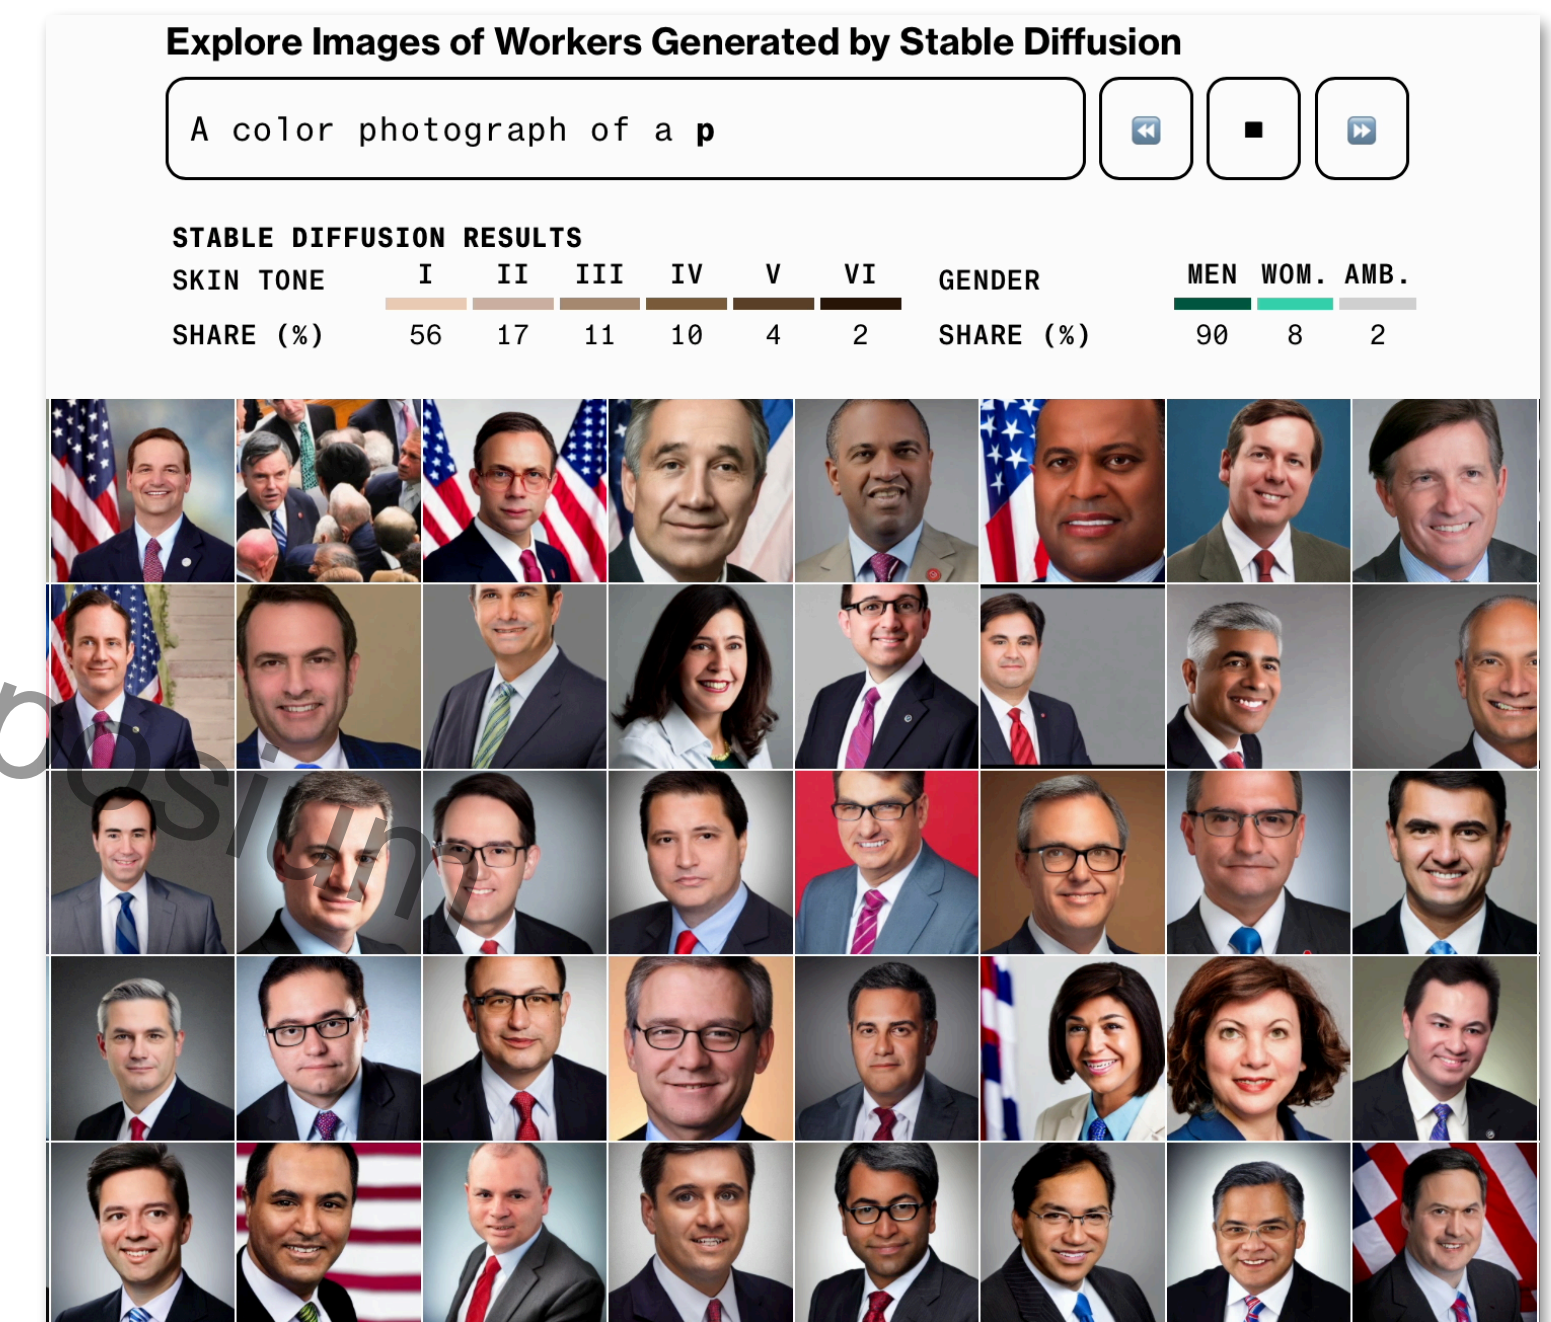 Explore Images of Workers Generated by Stable Diffusion
A color photograph of a p
STABLE DIFFUSION RESULTS
SKIN TONE I II III IV V VI GENDER MEN WOM. AMB.
SHARE (%) 56 17 11 10 4 2 SHARE (%) 90 8 2
posium